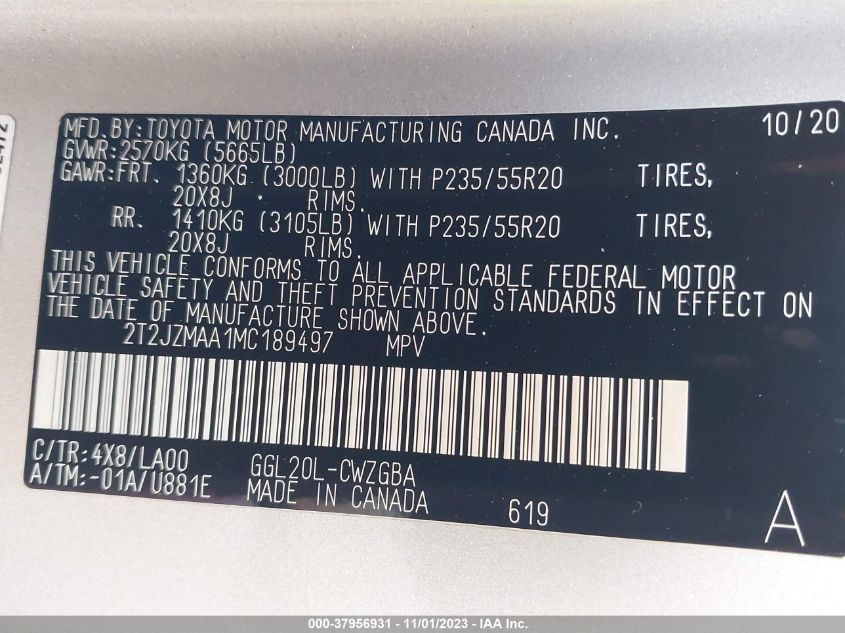 MFD.BY:TOYOTA MOTOR MANUFACTURING CANADA INC. 10/20
GVWR:2570KG (5665LB)
GAWR:FRT. 1360KG (3000LB) WITH P235/55R20 TIRES,
20X8J RIMS.
RR. 1410KG (3105LB) WITH P235/55R20 TIRES,
20X8J RIMS.
THIS VEHICLE CONFORMS TO ALL APPLICABLE FEDERAL MOTOR
VEHICLE SAFETY AND THEFT PREVENTION STANDARDS IN EFFECT ON
THE DATE OF MANUFACTURE SHOWN ABOVE.
2T2JZMAA1MC189497 MPV
C/TR:4X8/LA00 GGL20L-CWZGBA
A/TM:-01A/U881E MADE IN CANADA 619 A
000-37956931 - 11/01/2023 - IAA Inc.